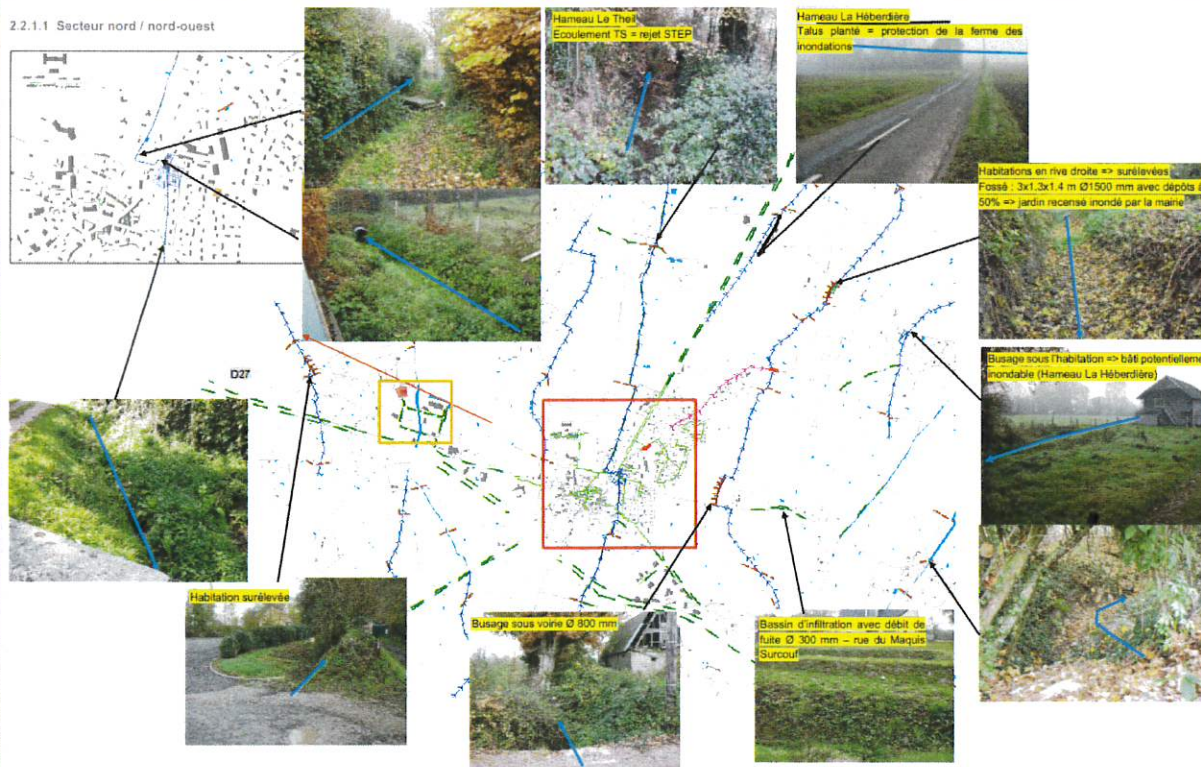 2.2.1.1 Secteur nord / nord-ouest
Hameau Le Theil
Ecoulement TS = rejet STEP
Hameau La Héberdière
Talus planté = protection de la ferme des
inondations
Habitations en rive droite => surélevées
Fossé : 3x1,3x1.4 m Ø1500 mm avec dépôts à
50% => jardin recensé inondé par la mairie
Busage sous l'habitation => bâti
inondable (Hameau La Héberdière)
D27
Habitation surélevée
Busage sous voirie Ø 800 mm
Bassin d'infiltration avec débit de
fuite Ø 300 mm – rue du Maquis
Surcouf